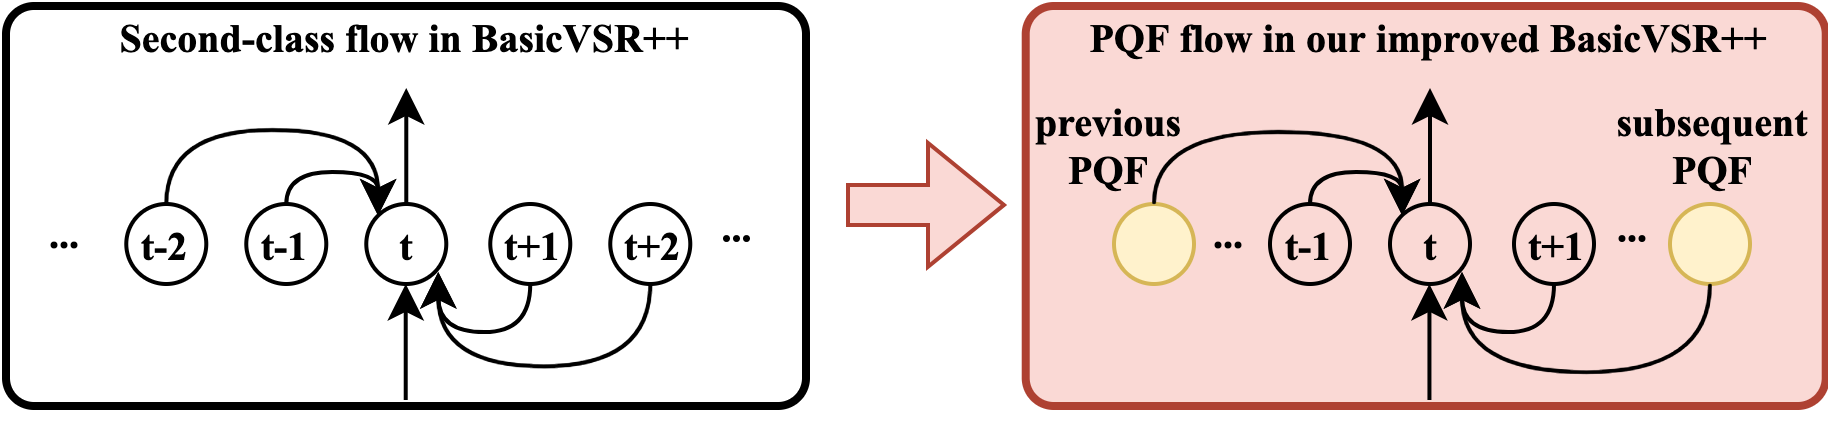 Second-class flow in BasicVSR++
... t-2 t-1 t t+1 t+2 ...
PQF flow in our improved BasicVSR++
previous
PQF
subsequent
PQF
... t-1 t t+1 ...